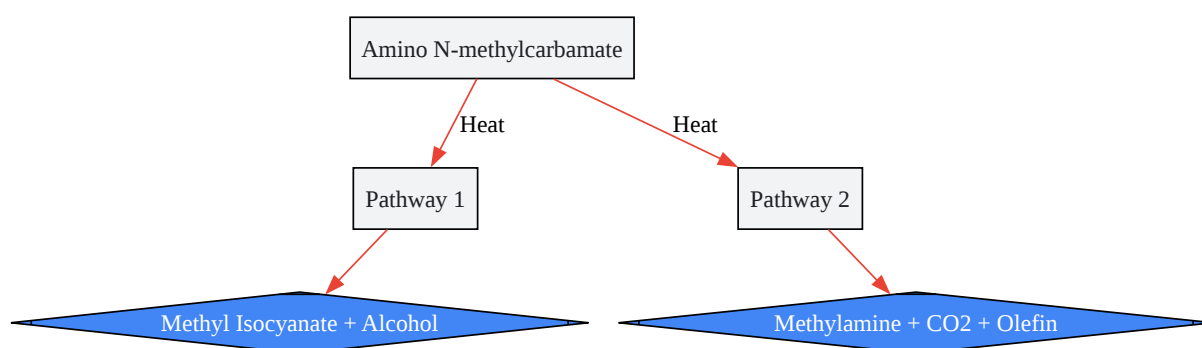 Amino N-methylcarbamate
Heat
Heat
Pathway 1
Pathway 2
Methyl Isocyanate + Alcohol
Methylamine + CO2 + Olefin